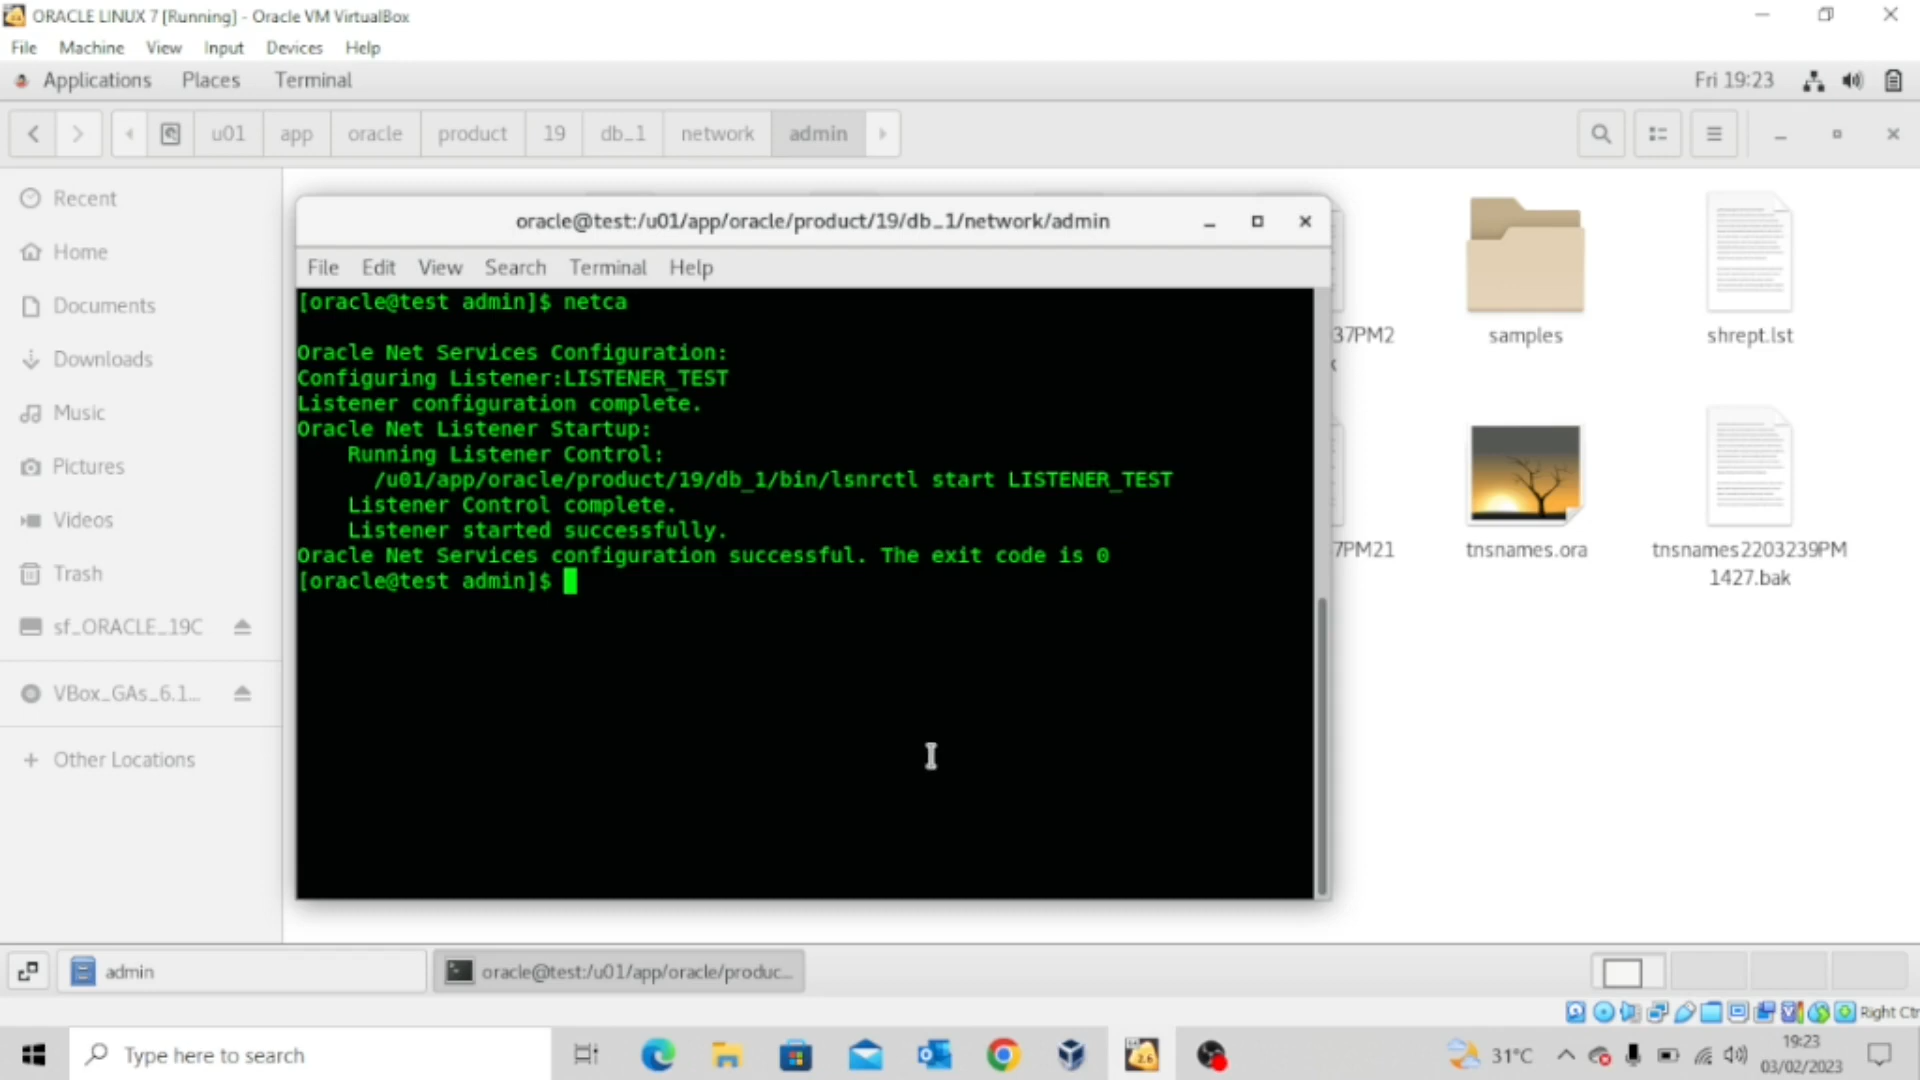 ORACLE LINUX 7 [Running] - Oracle VM VirtualBox
File Machine View Input Devices Help
Applications Places Terminal Fri 19:23
u01 app oracle product 19 db_1 network admin
Recent
Home
Documents
Downloads
Music
Pictures
Videos
Trash
sf_ORACLE_19C
VBox_GAs_6.1...
+ Other Locations
oracle@test:/u01/app/oracle/product/19/db_1/network/admin
File Edit View Search Terminal Help
[oracle@test admin]$ netca
Oracle Net Services Configuration:
Configuring Listener:LISTENER_TEST
Listener configuration complete.
Oracle Net Listener Startup:
Running Listener Control:
/u01/app/oracle/product/19/db_1/bin/lsnrctl start LISTENER_TEST
Listener Control complete.
Listener started successfully.
Oracle Net Services configuration successful. The exit code is 0
[oracle@test admin]$
37PM2
samples
shrept.lst
7PM21
tnsnames.ora
tnsnames2203239PM
1427.bak
admin
oracle@test:/u01/app/oracle/produc...
Right Ctr
Type here to search
2.6
31°C
19:23
03/02/2023